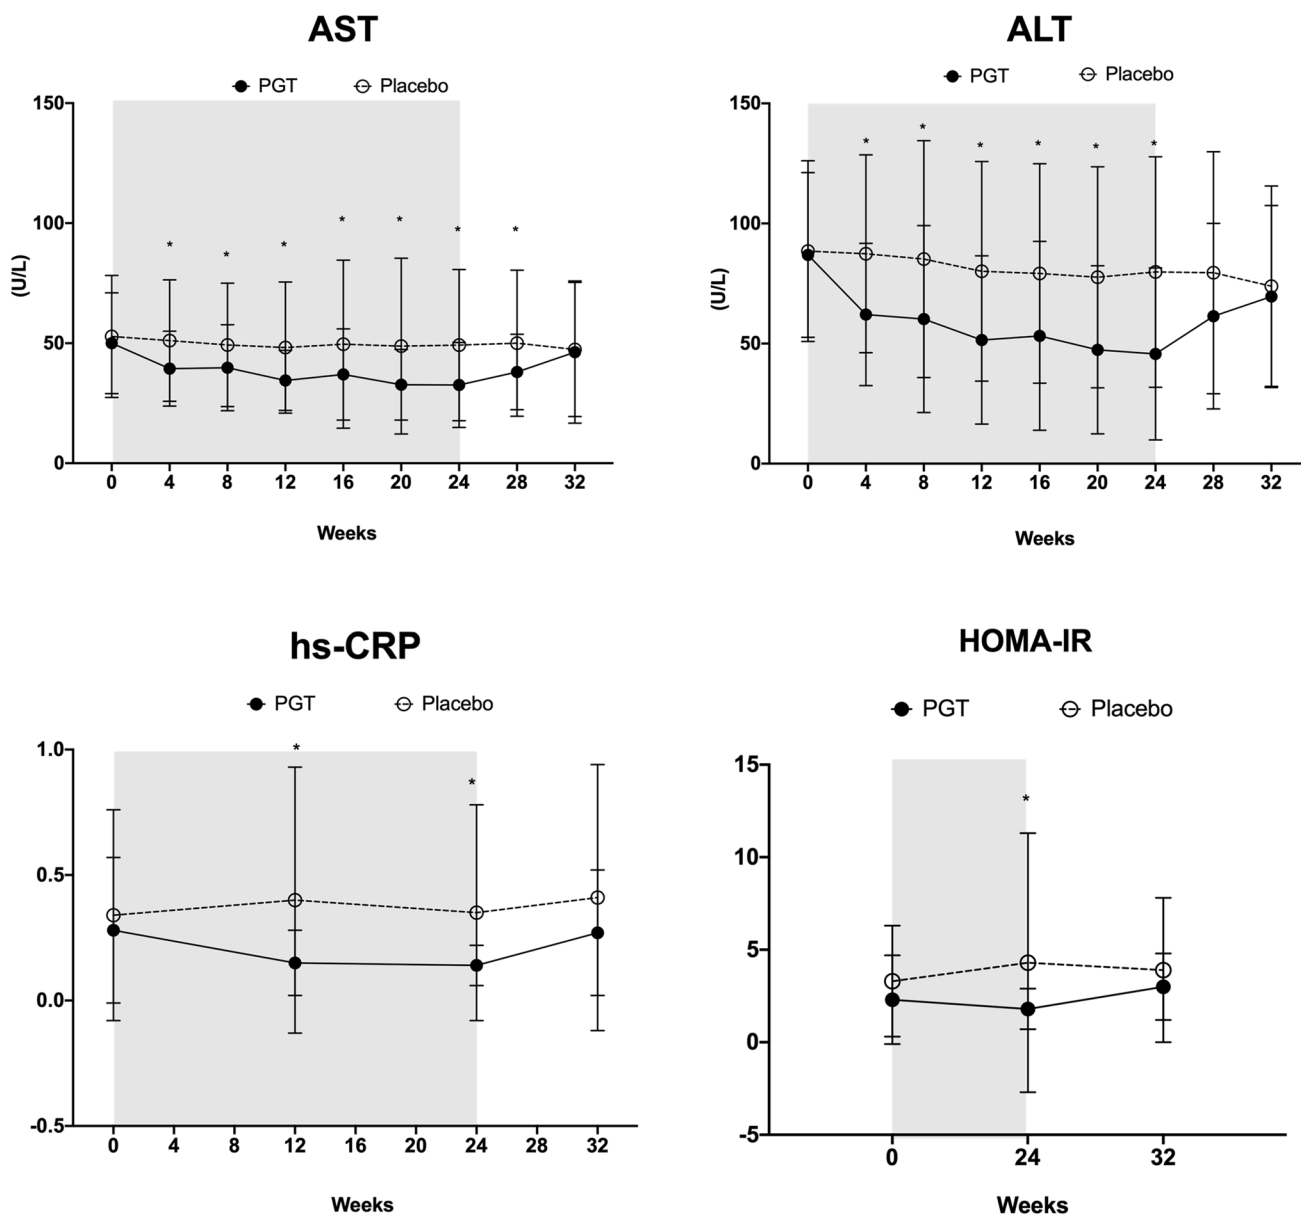 AST
PGT Placebo
150
100
50
0
(U/L)
* * * * * * *
0 4 8 12 16 20 24 28 32
Weeks
ALT
PGT Placebo
150
100
50
0
(U/L)
* * * * * *
0 4 8 12 16 20 24 28 32
Weeks
hs-CRP
PGT Placebo
1.0
0.5
0.0
-0.5
* *
0 4 8 12 16 20 24 28 32
Weeks
HOMA-IR
PGT Placebo
15
10
5
0
-5
*
0 24 32
Weeks